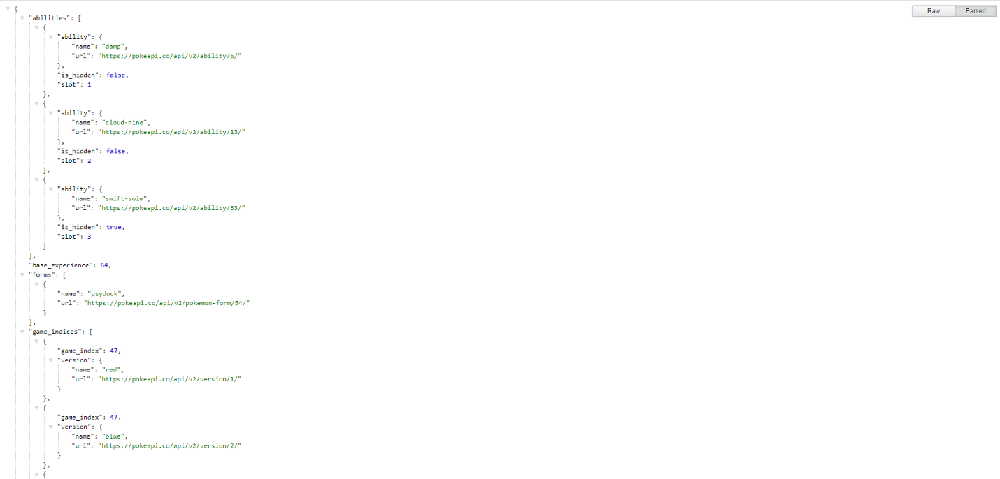 {
"abilities": [
{
"ability": {
"name": "damp",
"url": "https://pokeapi.co/api/v2/ability/6/"
},
"is_hidden": false,
"slot": 1
},
{
"ability": {
"name": "cloud-nine",
"url": "https://pokeapi.co/api/v2/ability/13/"
},
"is_hidden": false,
"slot": 2
},
{
"ability": {
"name": "swift-swim",
"url": "https://pokeapi.co/api/v2/ability/33/"
},
"is_hidden": true,
"slot": 3
}
],
"base_experience": 64,
"forms": [
{
"name": "psyduck",
"url": "https://pokeapi.co/api/v2/pokemon-form/54/"
}
],
"game_indices": [
{
"game_index": 47,
"version": {
"name": "red",
"url": "https://pokeapi.co/api/v2/version/1/"
}
},
{
"game_index": 47,
"version": {
"name": "blue",
"url": "https://pokeapi.co/api/v2/version/2/"
}
},
{
Raw Parsed